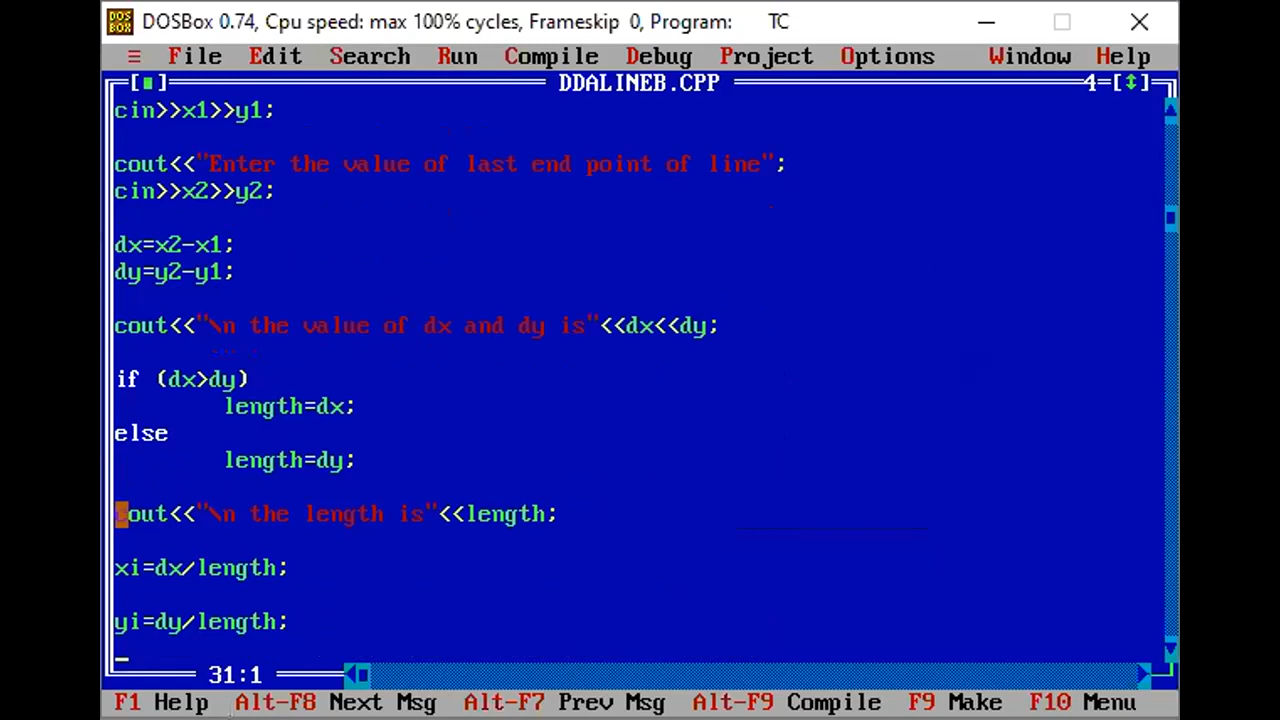 DOSBox 0.74, Cpu speed: max 100% cycles, Frameskip 0, Program: TC
≡ File Edit Search Run Compile Debug Project Options Window Help
DDALINEB.CPP 4
cin>>x1>>y1;
cout<<"Enter the value of last end point of line";
cin>>x2>>y2;
dx=x2-x1;
dy=y2-y1;
cout<<"\n the value of dx and dy is"<<dx<<dy;
if (dx>dy)
length=dx;
else
length=dy;
cout<<"\n the length is"<<length;
xi=dx/length;
yi=dy/length;
31:1
F1 Help Alt-F8 Next Msg Alt-F7 Prev Msg Alt-F9 Compile F9 Make F10 Menu